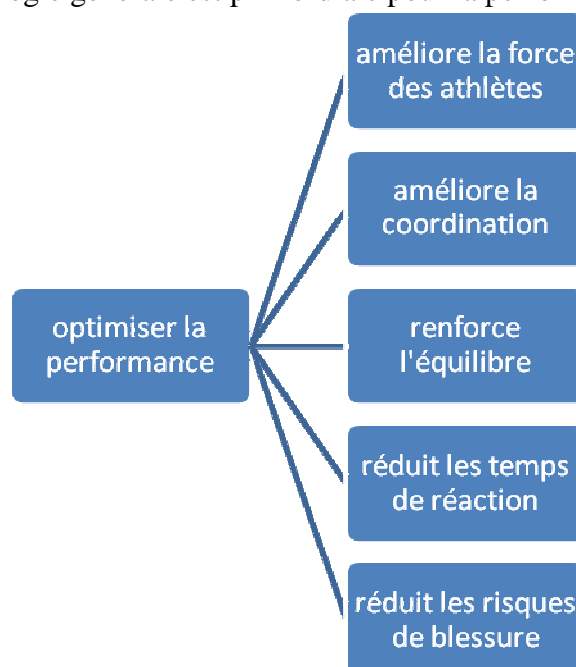 améliore la force
des athlètes
améliore la
coordination
optimiser la
performance
renforce
l'équilibre
réduit les temps
de réaction
réduit les risques
de blessure